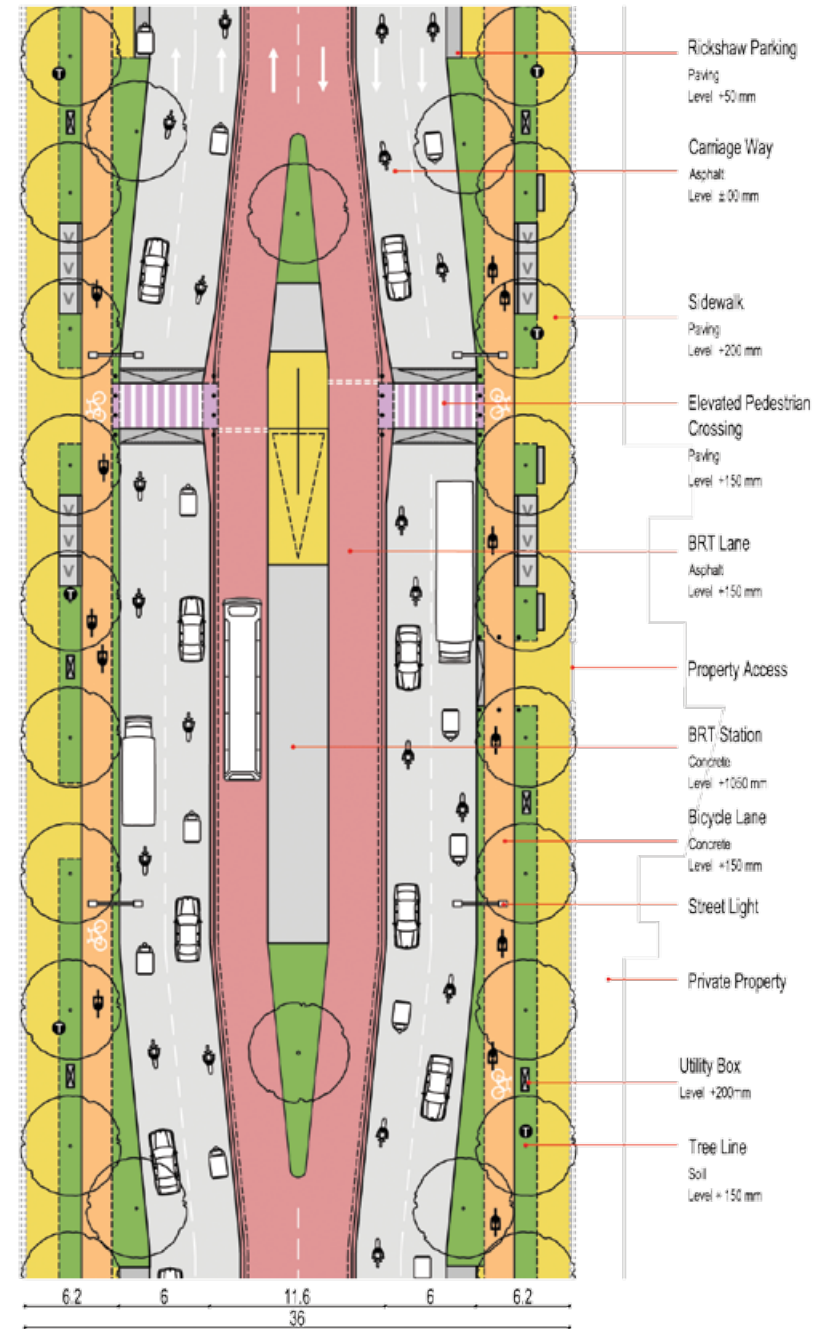 Rickshaw Parking
Paving
Level +50 mm
Carriage Way
Asphalt
Level ±00 mm
Sidewalk
Paving
Level +200 mm
Elevated Pedestrian
Crossing
Paving
Level +150 mm
BRT Lane
Asphalt
Level +150 mm
Property Access
BRT Station
Concrete
Level +1050 mm
Bicycle Lane
Concrete
Level +150 mm
Street Light
Private Property
Utility Box
Level +200mm
Tree Line
Soil
Level +150 mm
T
T
V
V
V
V
V
V
T
V
V
V
V
V
V
T
T
T
6.2 6 11.6 6 6.2
36